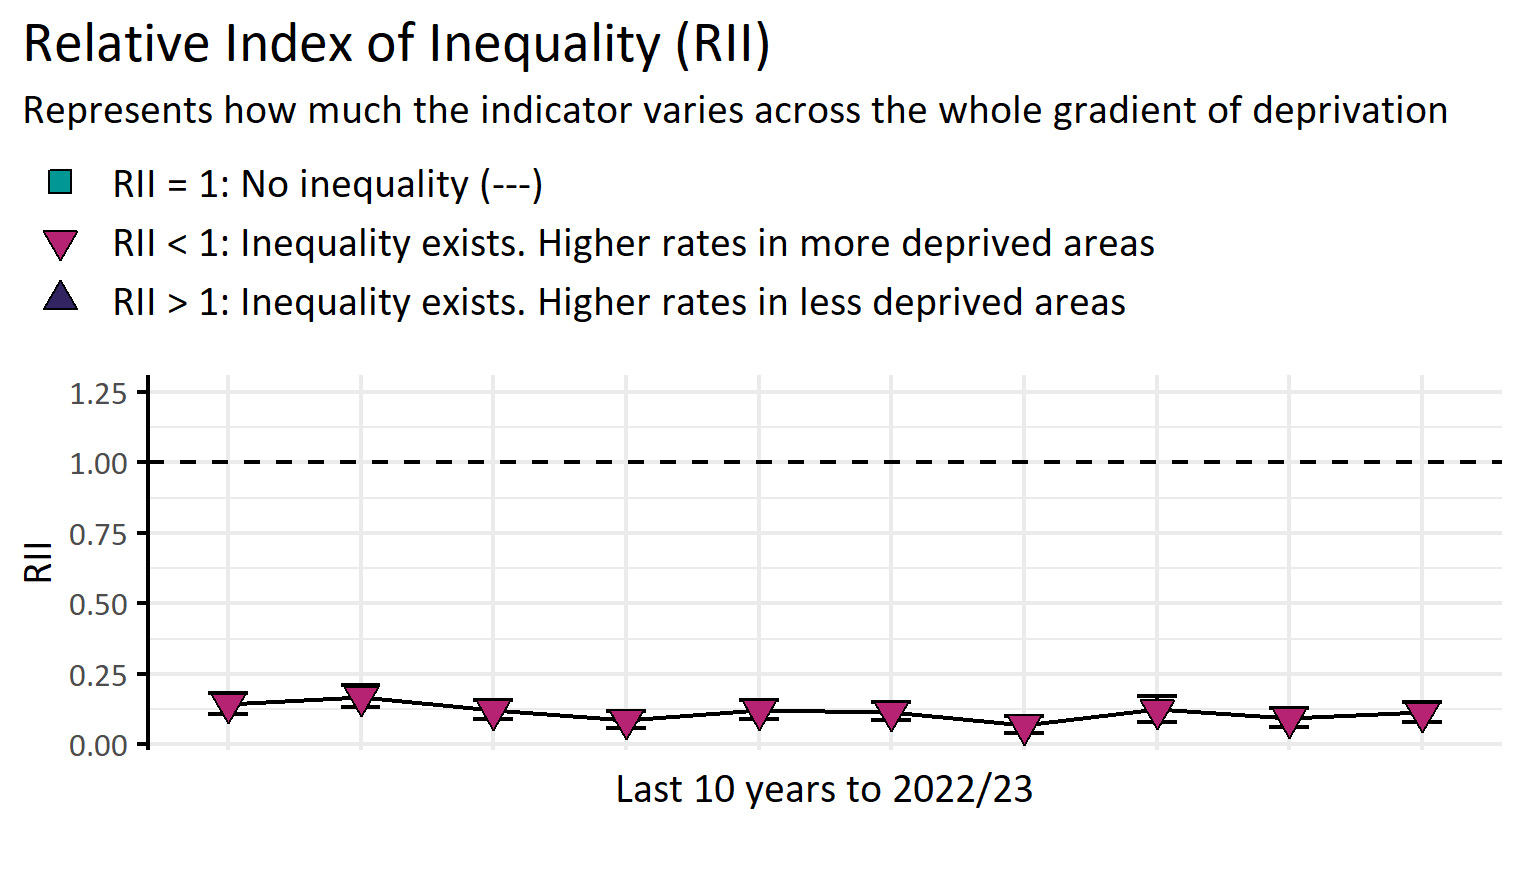 Relative Index of Inequality (RII)
Represents how much the indicator varies across the whole gradient of deprivation
RII = 1: No inequality (---)
RII < 1: Inequality exists. Higher rates in more deprived areas
RII > 1: Inequality exists. Higher rates in less deprived areas
1.25
1.00
0.75
0.50
0.25
0.00
RII
Last 10 years to 2022/23